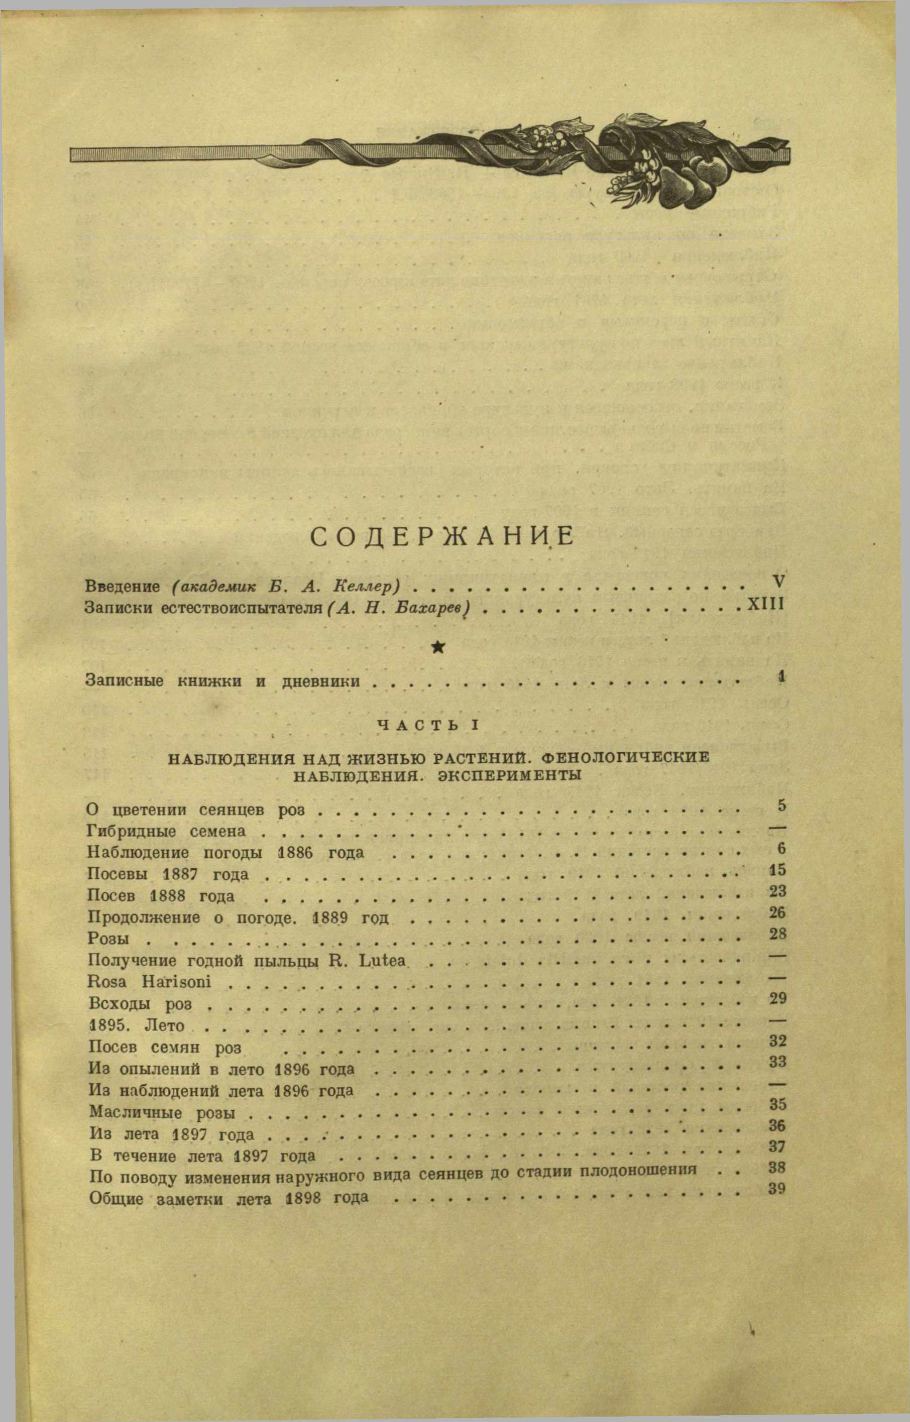 СОДЕРЖАНИЕ
Введение (академик Б. А. Келлер) . . . . . . . . . . . . . . . . . . . V
Записки естествоиспытателя (А. Н. Бахарев) . . . . . . . . . . . . . . . XIII
★
Записные книжки и дневники . . . . . . . . . . . . . . . . . . . . . 1
ЧАСТЬ I
НАБЛЮДЕНИЯ НАД ЖИЗНЬЮ РАСТЕНИЙ. ФЕНОЛОГИЧЕСКИЕ
НАБЛЮДЕНИЯ. ЭКСПЕРИМЕНТЫ
О цветении сеянцев роз . . . . . . . . . . . . . . . . . . . . . . . . 5
Гибридные семена . . . . . . . . . . . . . . . . . . . . . . . . . . —
Наблюдение погоды 1886 года . . . . . . . . . . . . . . . . . . . . 6
Посевы 1887 года . . . . . . . . . . . . . . . . . . . . . . . . . . 15
Посев 1888 года . . . . . . . . . . . . . . . . . . . . . . . . . . 23
Продолжение о погоде. 1889 год . . . . . . . . . . . . . . . . . . . 26
Розы . . . . . . . . . . . . . . . . . . . . . . . . . . . . . . . 28
Получение годной пыльцы R. Lutea . . . . . . . . . . . . . . . . . . —
Rosa Harisoni . . . . . . . . . . . . . . . . . . . . . . . . . . . —
Всходы роз . . . . . . . . . . . . . . . . . . . . . . . . . . . . 29
1895. Лето . . . . . . . . . . . . . . . . . . . . . . . . . . . . —
Посев семян роз . . . . . . . . . . . . . . . . . . . . . . . . . 32
Из опылений в лето 1896 года . . . . . . . . . . . . . . . . . . . . 33
Из наблюдений лета 1896 года . . . . . . . . . . . . . . . . . . . . —
Масличные розы . . . . . . . . . . . . . . . . . . . . . . . . . . 35
Из лета 1897 года . . . . . . . . . . . . . . . . . . . . . . . . . 36
В течение лета 1897 года . . . . . . . . . . . . . . . . . . . . . . 37
По поводу изменения наружного вида сеянцев до стадии плодоношения . . 38
Общие заметки лета 1898 года . . . . . . . . . . . . . . . . . . . . 39